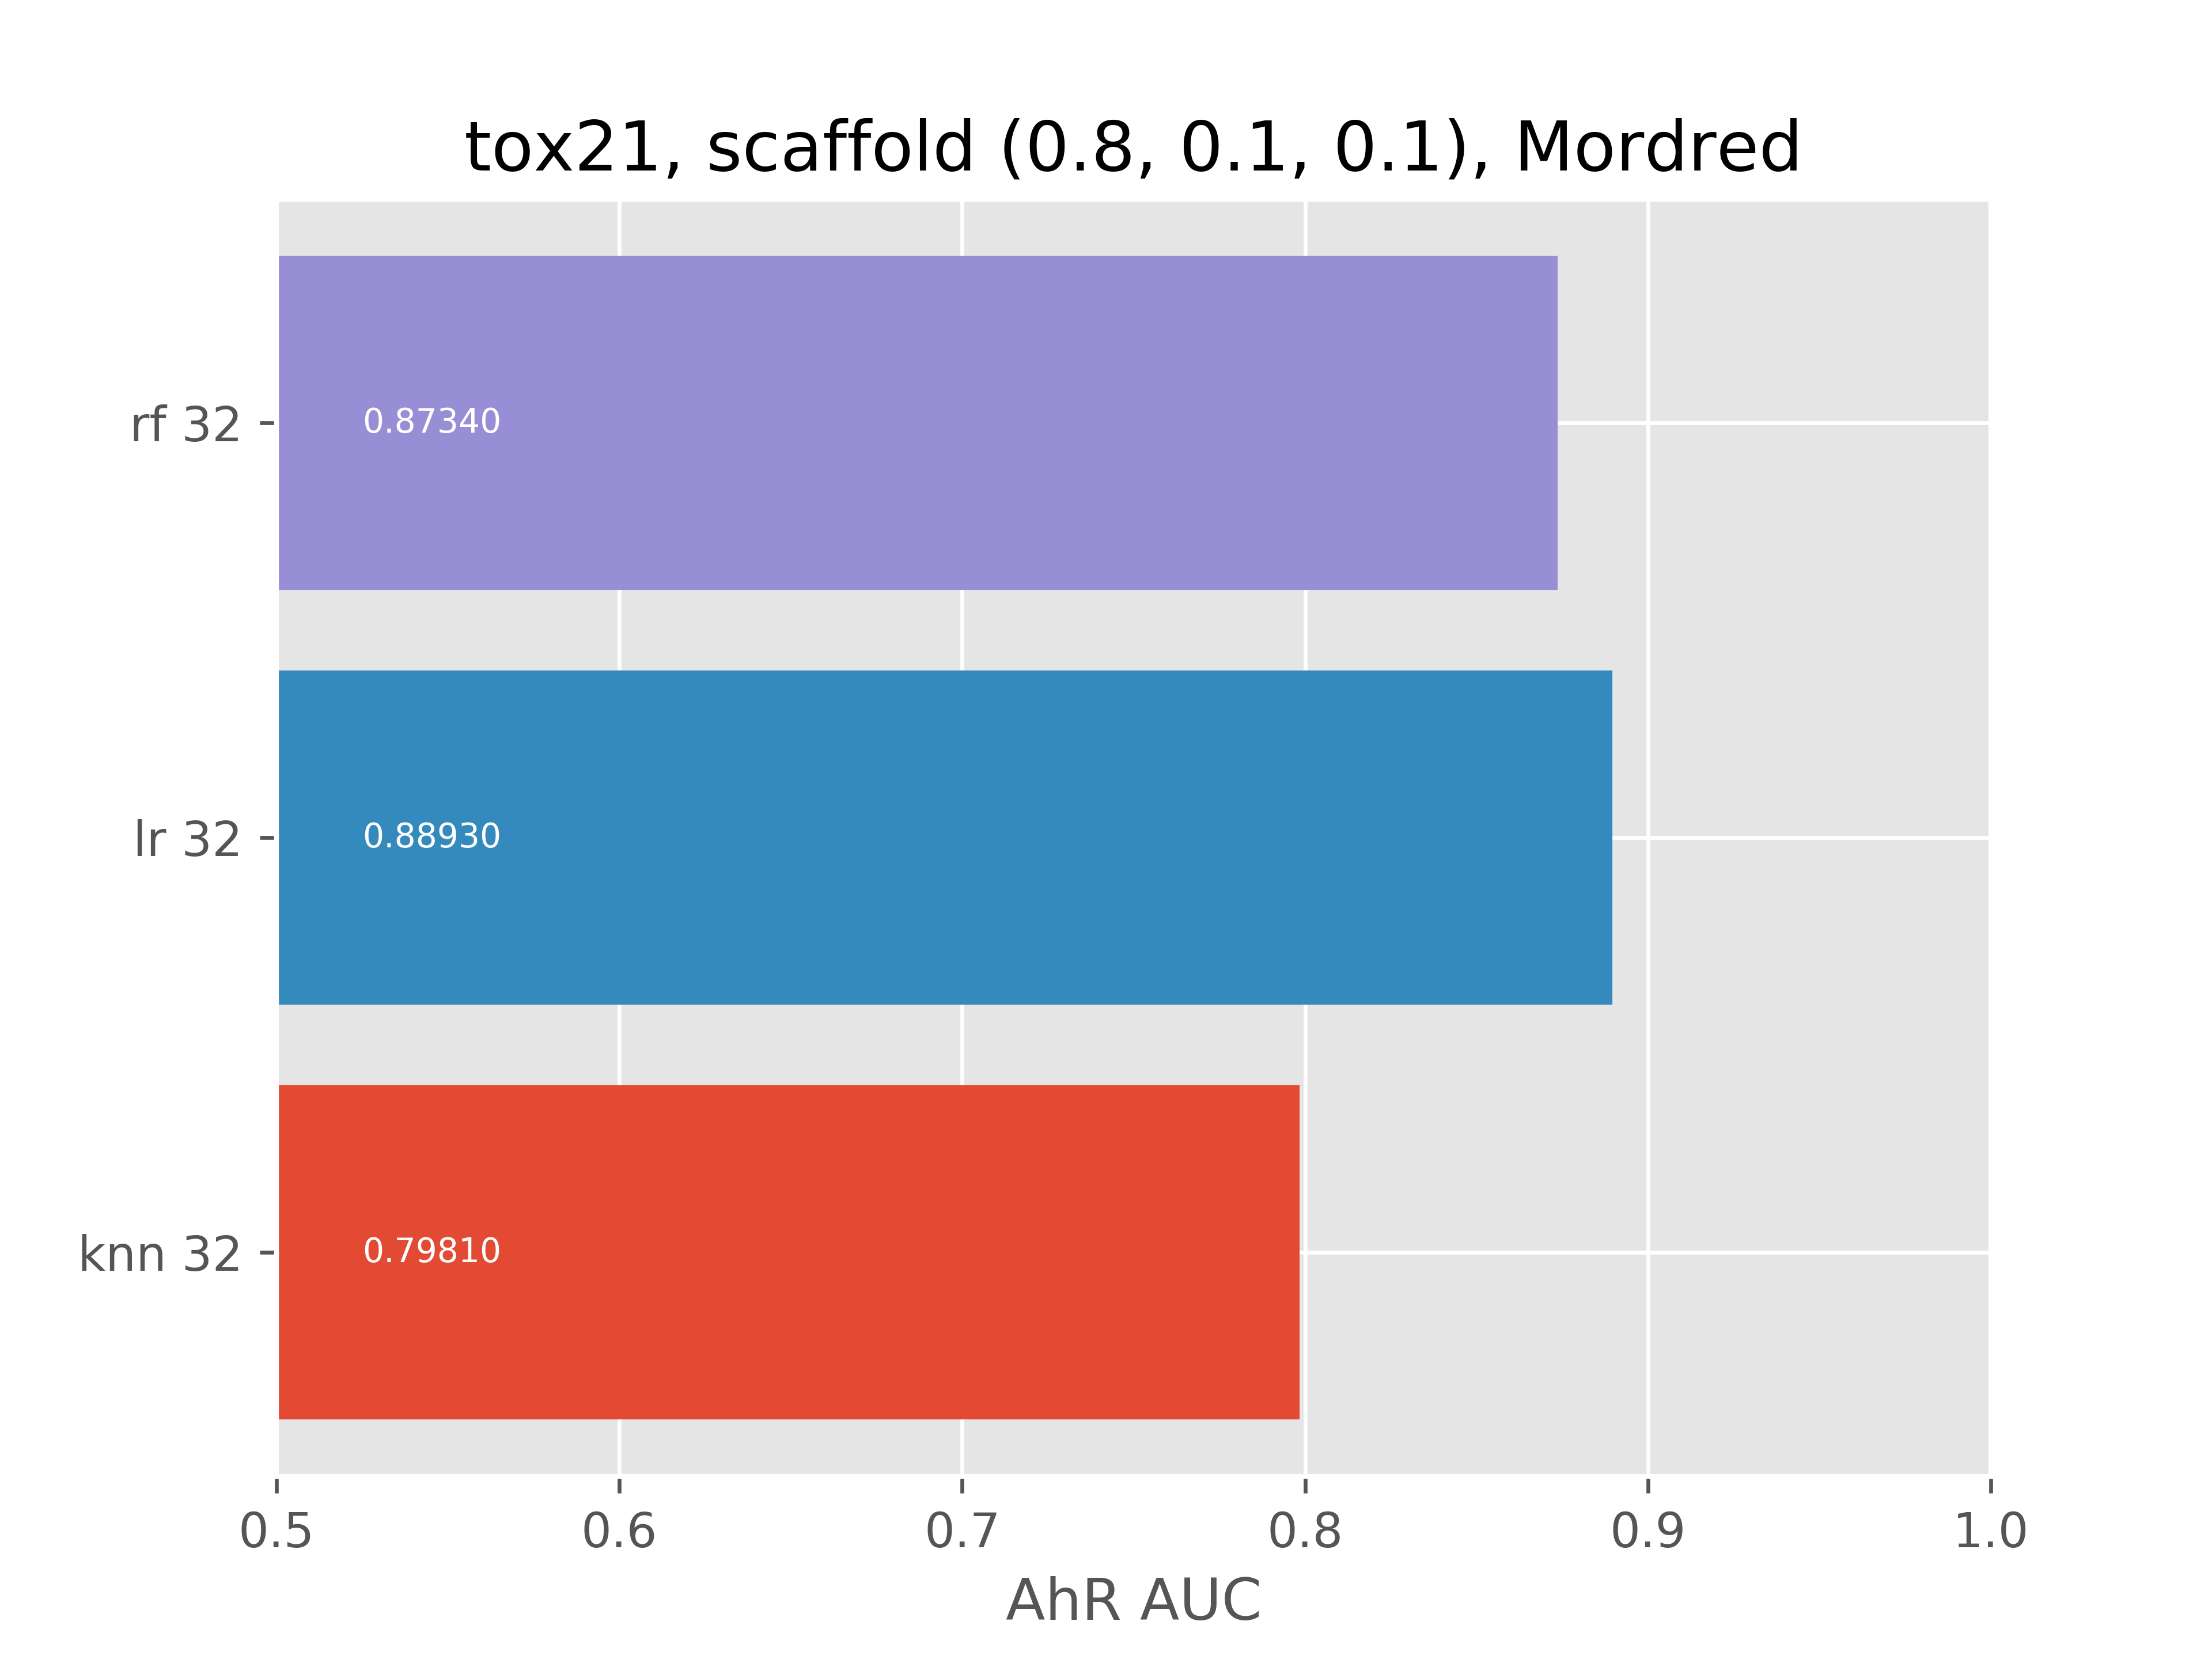 tox21, scaffold (0.8, 0.1, 0.1), Mordred
rf 32
0.87340
lr 32
0.88930
knn 32
0.79810
0.5 0.6 0.7 0.8 0.9 1.0
AhR AUC